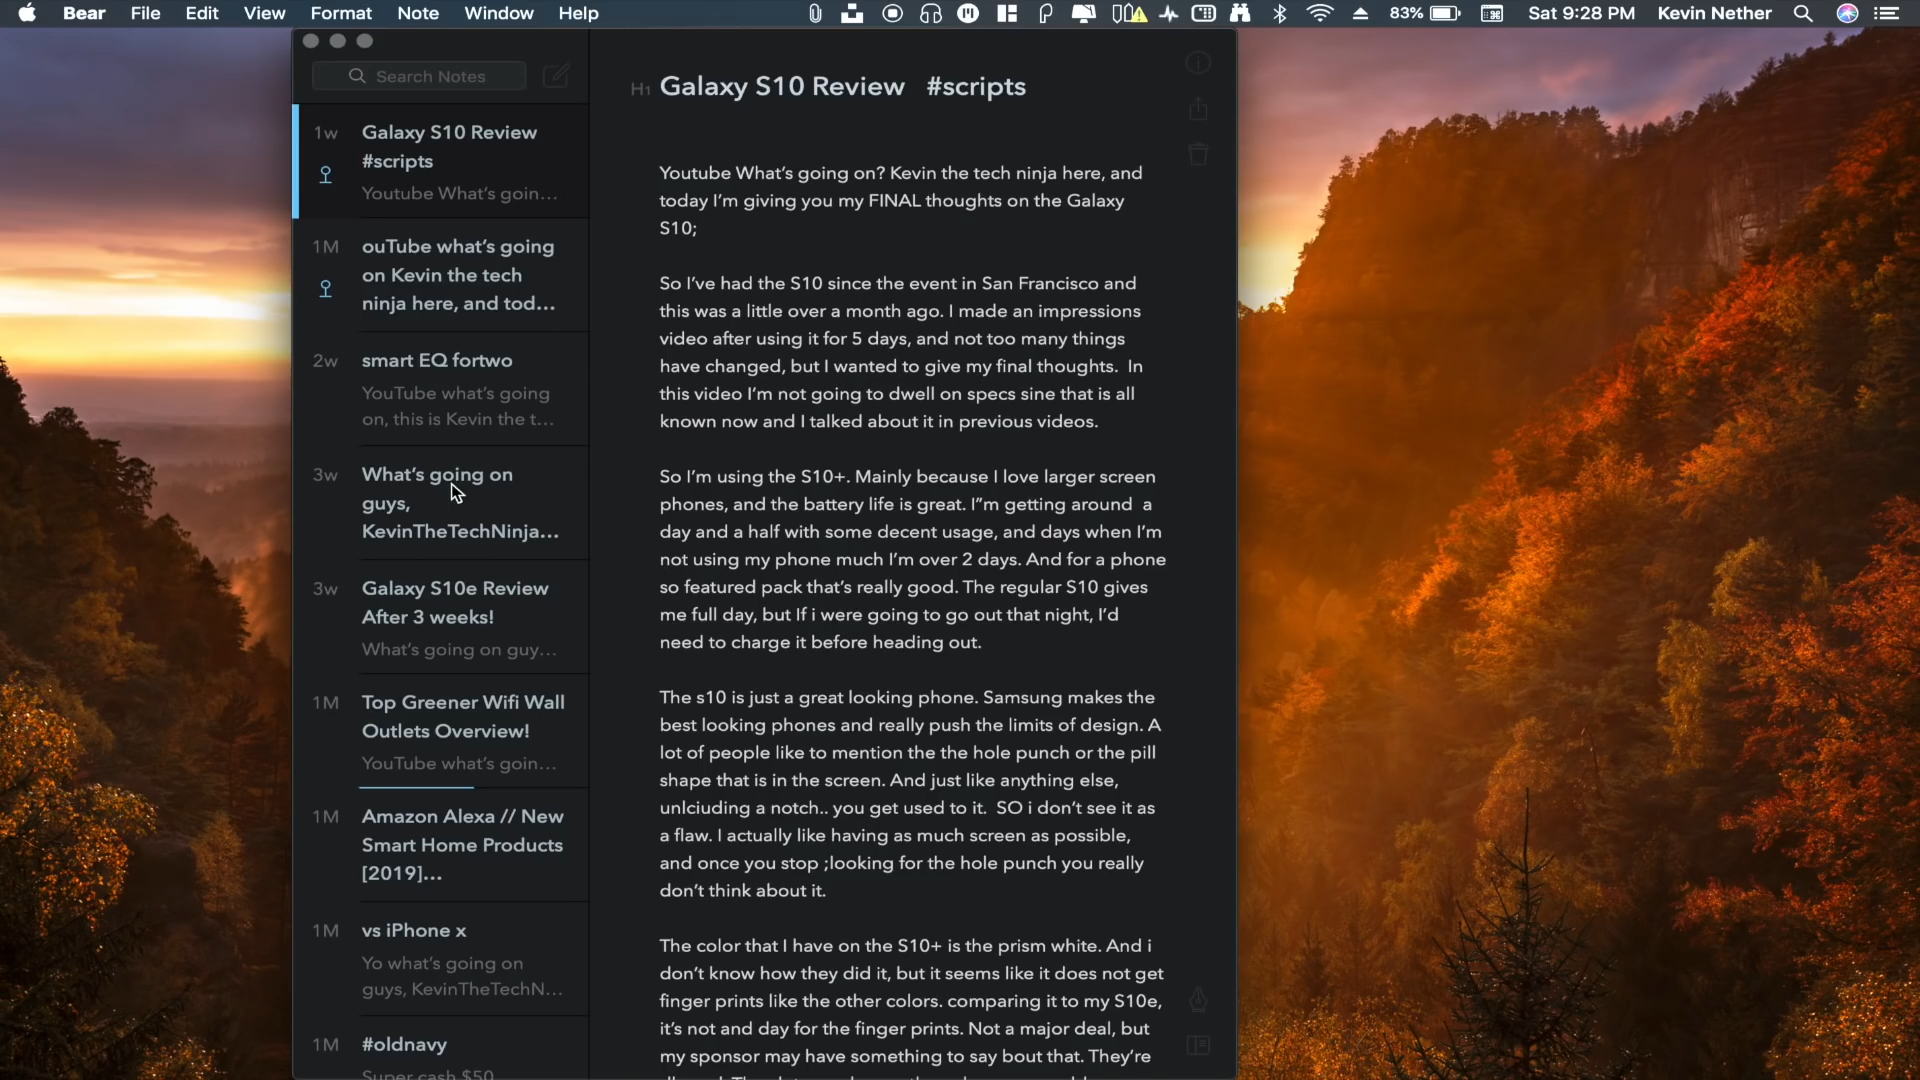 Bear File Edit View Format Note Window Help 83% Sat 9:28 PM Kevin Nether
Search Notes
1w
Galaxy S10 Review
#scripts
Youtube What's goin...
1M
ouTube what's going
on Kevin the tech
ninja here, and tod...
2w
smart EQ fortwo
YouTube what's going
on, this is Kevin the t...
3w
What's going on
guys,
KevinTheTechNinja...
3w
Galaxy S10e Review
After 3 weeks!
What's going on guy...
1M
Top Greener Wifi Wall
Outlets Overview!
YouTube what's goin...
1M
Amazon Alexa // New
Smart Home Products
[2019]...
1M
vs iPhone x
Yo what's going on
guys, KevinTheTechN...
1M
#oldnavy
Super cash $50
H1 Galaxy S10 Review #scripts
Youtube What's going on? Kevin the tech ninja here, and
today I'm giving you my FINAL thoughts on the Galaxy
S10;
So I've had the S10 since the event in San Francisco and
this was a little over a month ago. I made an impressions
video after using it for 5 days, and not too many things
have changed, but I wanted to give my final thoughts. In
this video I'm not going to dwell on specs sine that is all
known now and I talked about it in previous videos.
So I'm using the S10+. Mainly because I love larger screen
phones, and the battery life is great. I"m getting around a
day and a half with some decent usage, and days when I'm
not using my phone much I'm over 2 days. And for a phone
so featured pack that's really good. The regular S10 gives
me full day, but If i were going to go out that night, I'd
need to charge it before heading out.
The s10 is just a great looking phone. Samsung makes the
best looking phones and really push the limits of design. A
lot of people like to mention the the hole punch or the pill
shape that is in the screen. And just like anything else,
unlciuding a notch.. you get used to it. SO i don't see it as
a flaw. I actually like having as much screen as possible,
and once you stop ;looking for the hole punch you really
don't think about it.
The color that I have on the S10+ is the prism white. And i
don't know how they did it, but it seems like it does not get
finger prints like the other colors. comparing it to my S10e,
it's not and day for the finger prints. Not a major deal, but
my sponsor may have something to say bout that. They're